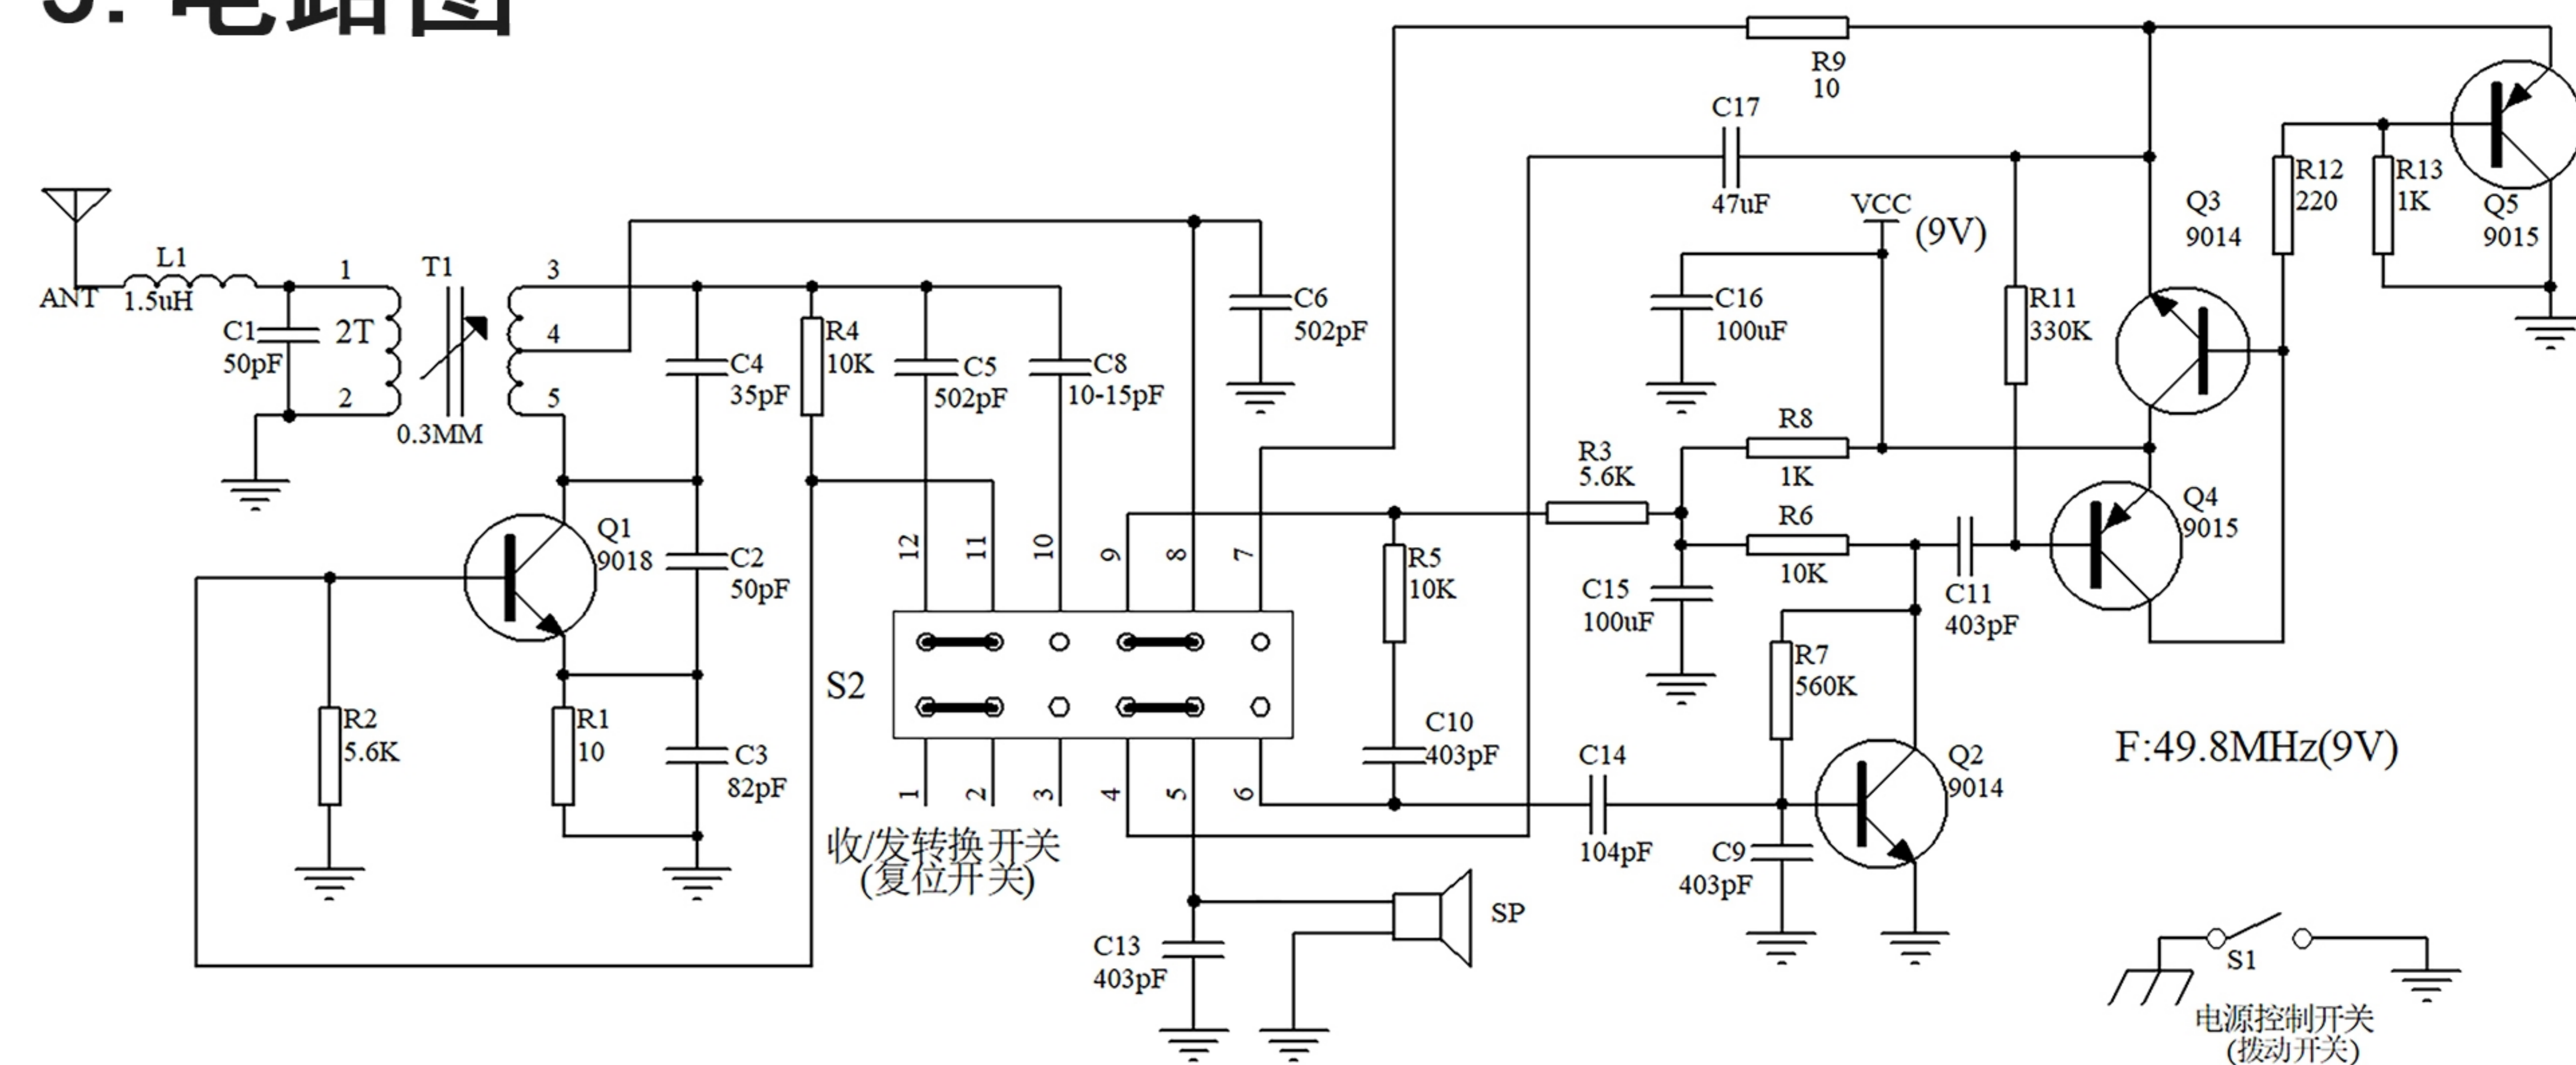 5. 电路图
R9
10
C17
47uF
VCC
(9V)
Q3
9014
R12
220
R13
1K
Q5
9015
ANT
L1
1.5uH
C1
50pF
1
2T
2
T1
0.3MM
3
4
5
C4
35pF
R4
10K
C5
502pF
C8
10-15pF
C6
502pF
C16
100uF
R11
330K
R8
1K
R3
5.6K
R6
10K
Q4
9015
Q1
9018
C2
50pF
12
11
10
9
8
7
R5
10K
C15
100uF
C11
403pF
S2
R7
560K
R2
5.6K
R1
10
C3
82pF
C10
403pF
C14
104pF
Q2
9014
F:49.8MHz(9V)
1
2
3
4
5
6
收/发转换开关
(复位开关)
C9
403pF
SP
C13
403pF
S1
电源控制开关
(拨动开关)